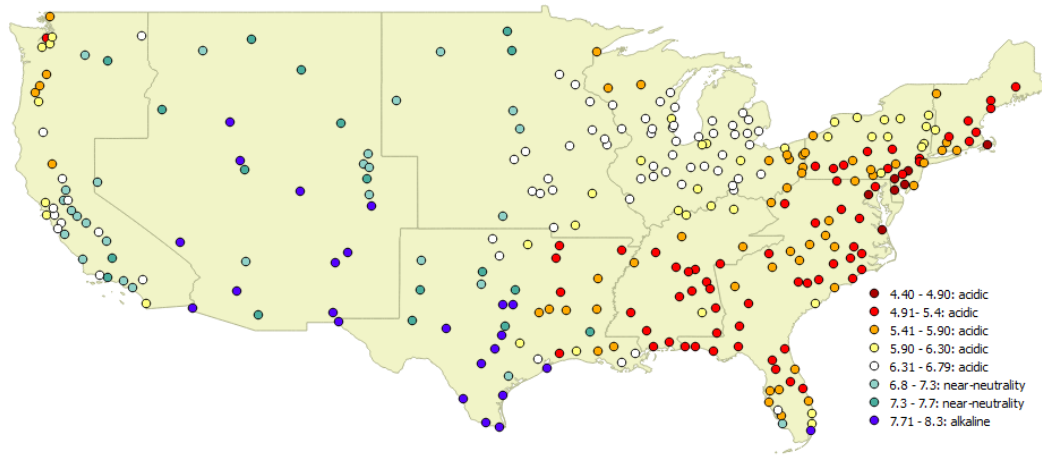 4.40 - 4.90: acidic
4.91- 5.4: acidic
5.41 - 5.90: acidic
5.90 - 6.30: acidic
6.31 - 6.79: acidic
6.8 - 7.3: near-neutrality
7.3 - 7.7: near-neutrality
7.71 - 8.3: alkaline